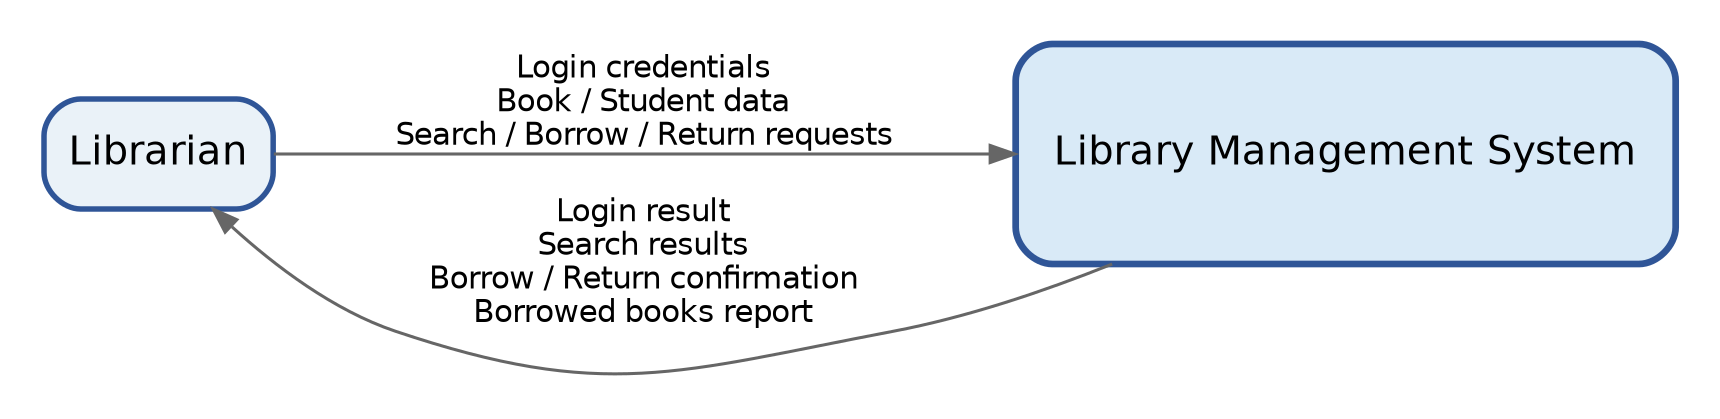 Login credentials
Book / Student data
Search / Borrow / Return requests
Librarian
Library Management System
Login result
Search results
Borrow / Return confirmation
Borrowed books report